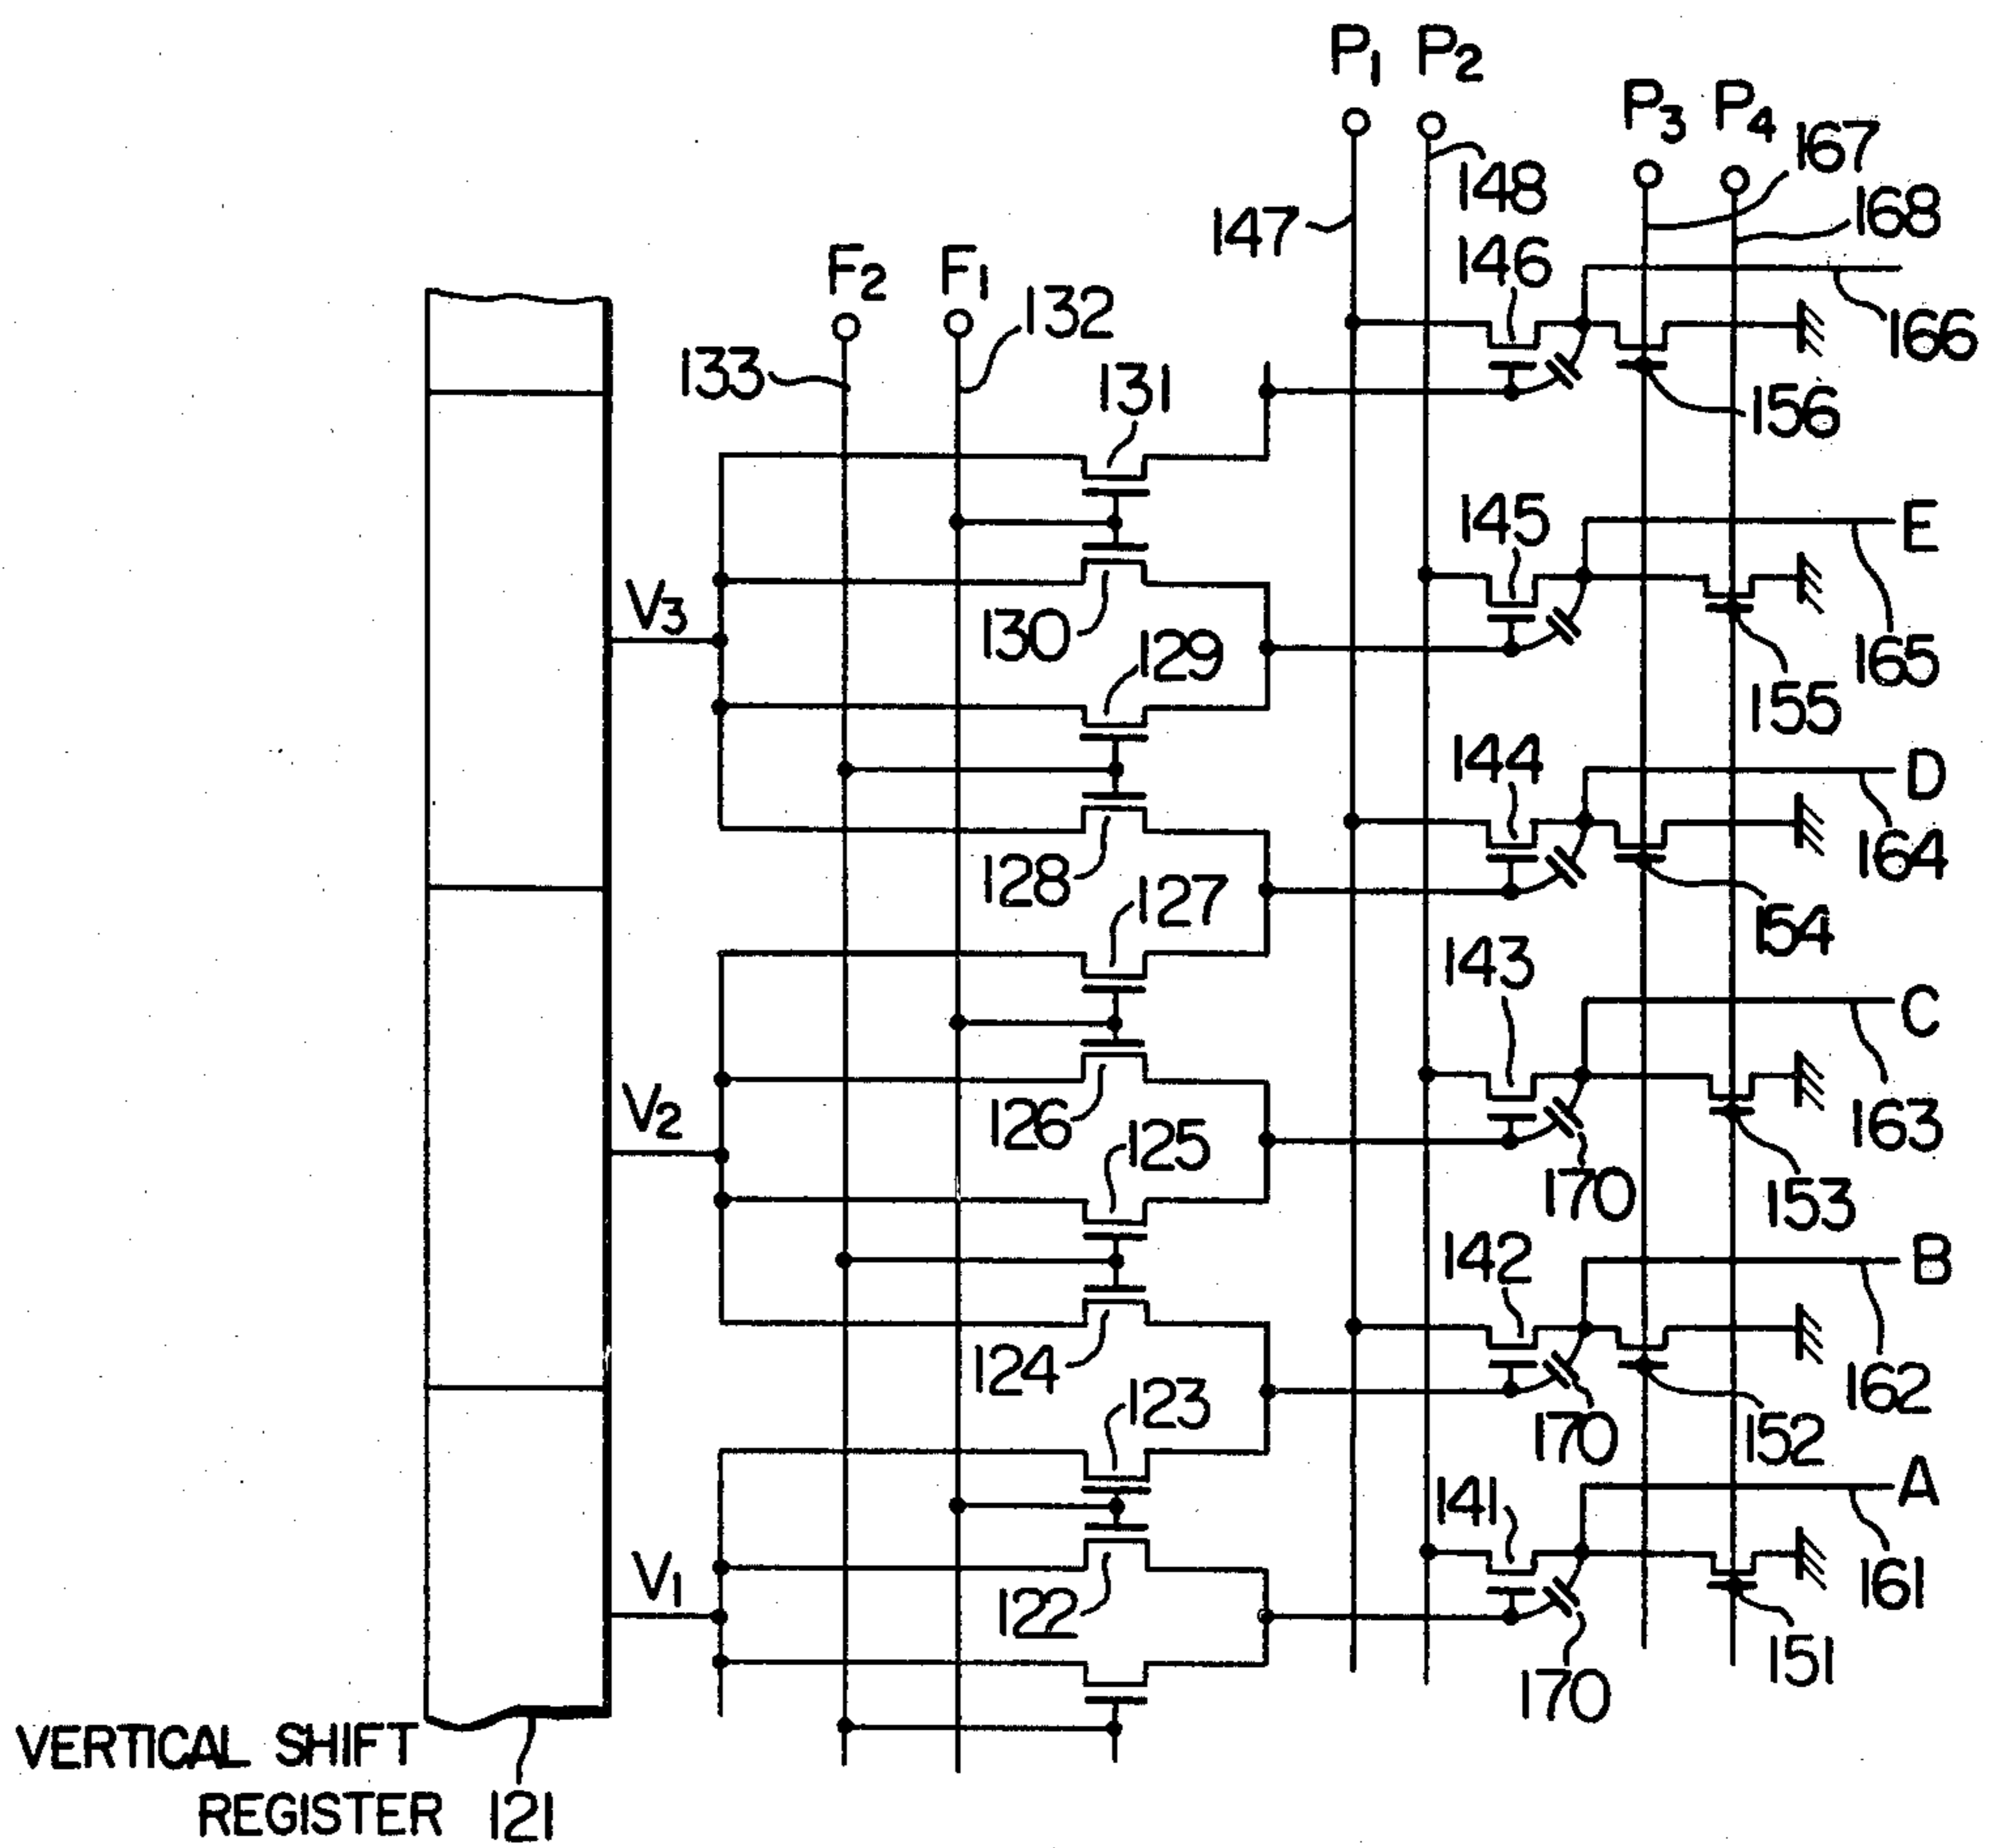 P1 P2
P3 P4
167
148
168
147
146
F2 F1
132
166
133
131
156
145
E
V3
130
129
165
155
144
D
128
127
164
154
143
C
V2
126
125
163
170
153
142
B
124
123
162
170
152
141
A
V1
122
161
151
170
VERTICAL SHIFT
REGISTER 121